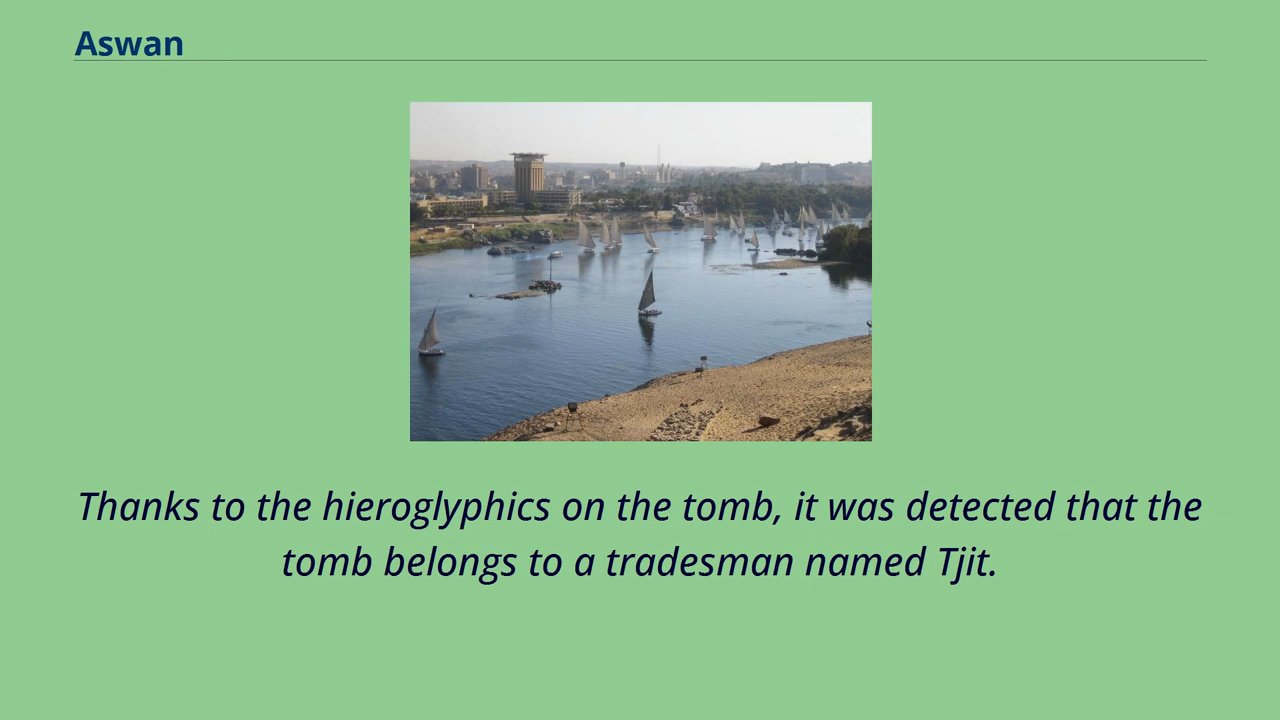 Aswan
Thanks to the hieroglyphics on the tomb, it was detected that the
tomb belongs to a tradesman named Tjit.